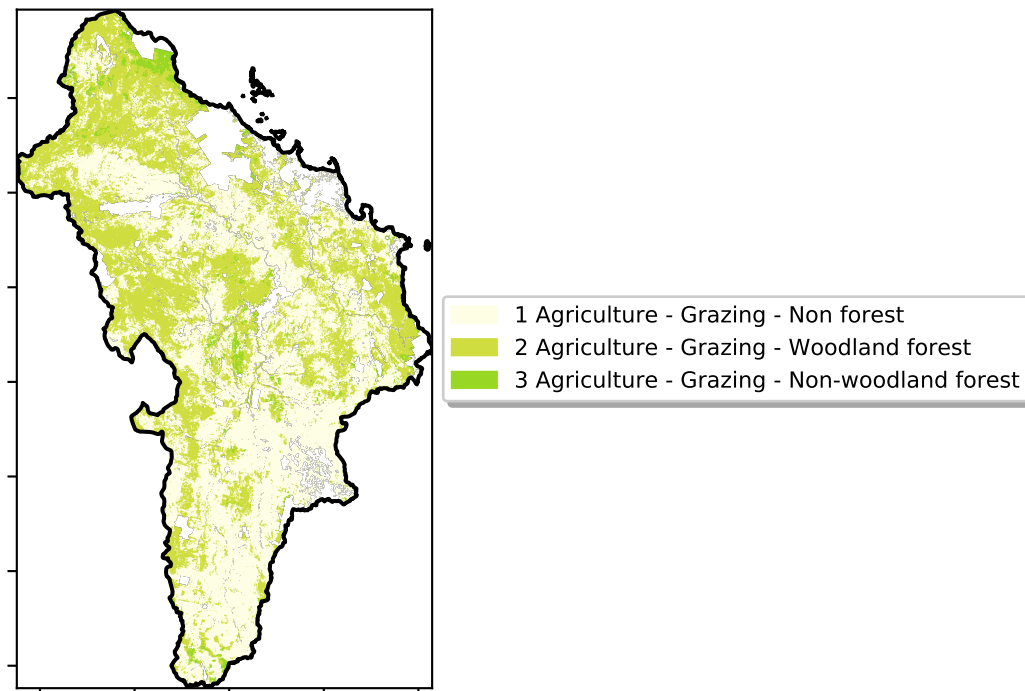 1 Agriculture - Grazing - Non forest
2 Agriculture - Grazing - Woodland forest
3 Agriculture - Grazing - Non-woodland forest